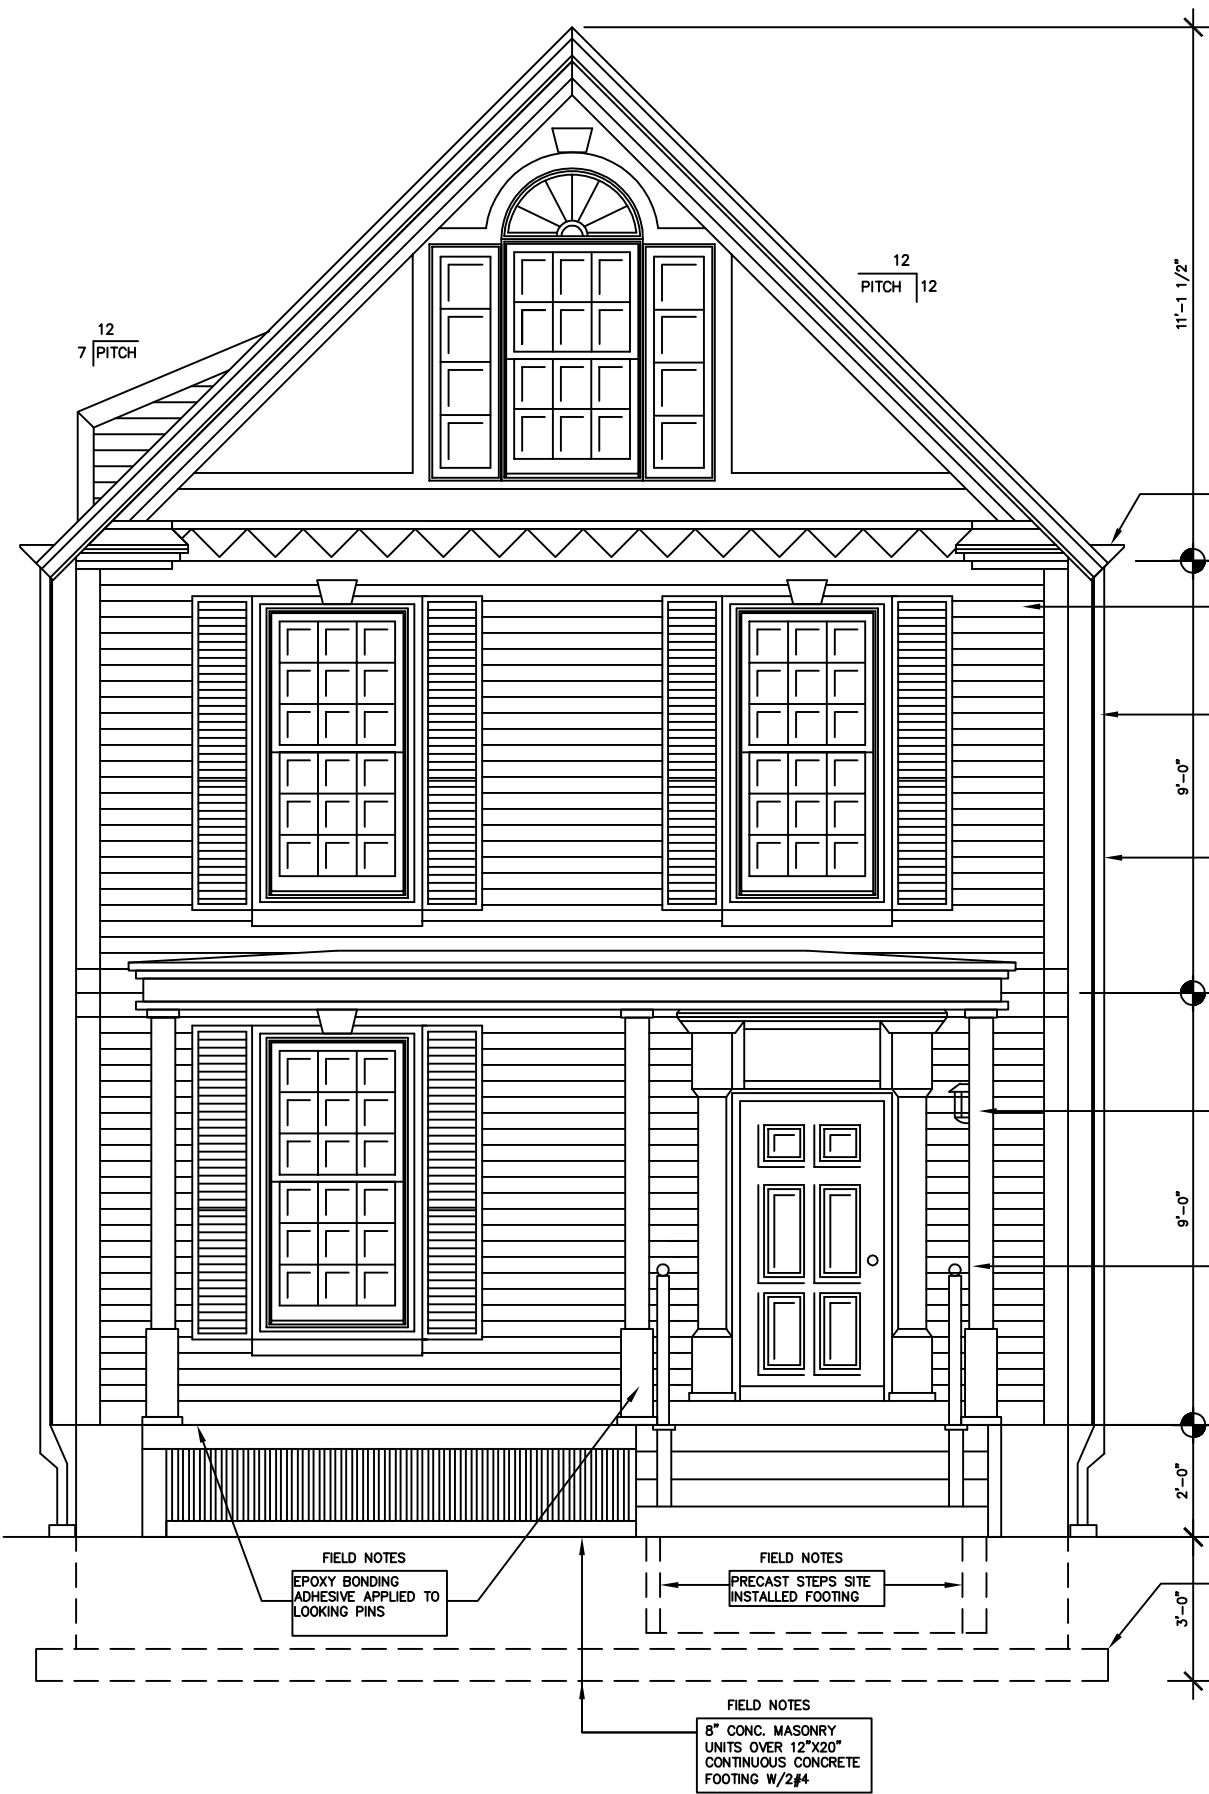 11'-1 1/2"
12
PITCH 12
12
7 PITCH
9'-0"
9'-0"
2'-0"
3'-0"
FIELD NOTES
EPOXY BONDING
ADHESIVE APPLIED TO
LOOKING PINS
FIELD NOTES
PRECAST STEPS SITE
INSTALLED FOOTING
FIELD NOTES
8" CONC. MASONRY
UNITS OVER 12"X20"
CONTINUOUS CONCRETE
FOOTING W/2#4